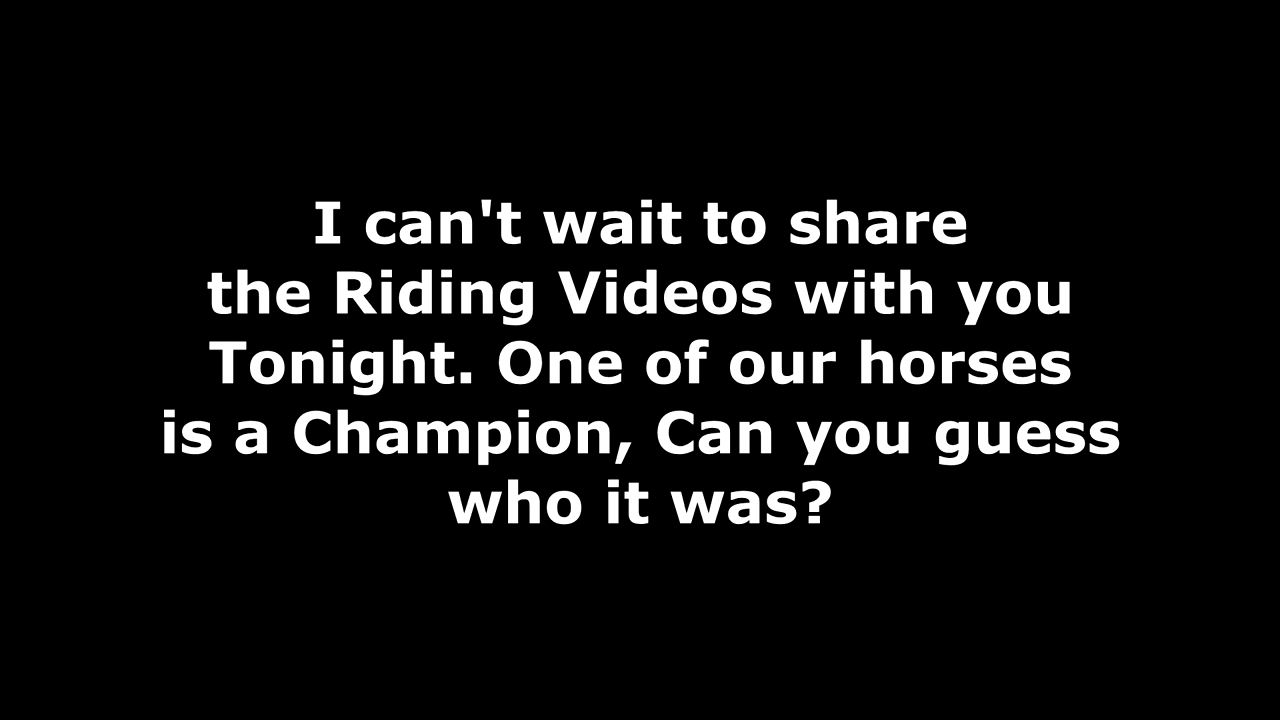 I can't wait to share
the Riding Videos with you
Tonight. One of our horses
is a Champion, Can you guess
who it was?